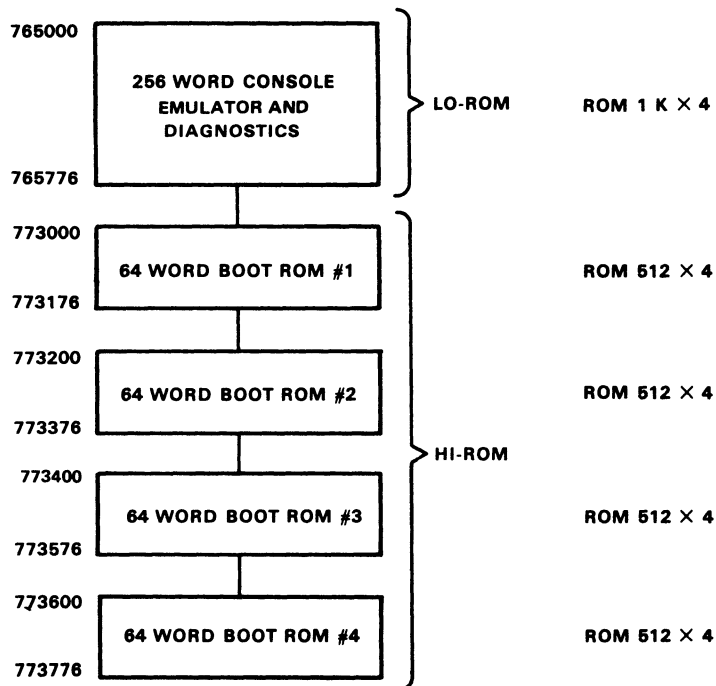 765000
256 WORD CONSOLE
EMULATOR AND
DIAGNOSTICS
765776
LO-ROM
ROM 1 K × 4
773000
64 WORD BOOT ROM #1
773176
ROM 512 × 4
773200
64 WORD BOOT ROM #2
773376
ROM 512 × 4
HI-ROM
773400
64 WORD BOOT ROM #3
773576
ROM 512 × 4
773600
64 WORD BOOT ROM #4
773776
ROM 512 × 4